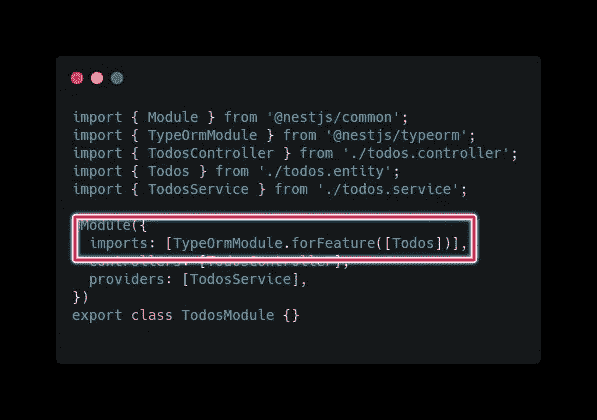 import { Module } from '@nestjs/common';
import { TypeOrmModule } from '@nestjs/typeorm';
import { TodosController } from './todos.controller';
import { Todos } from './todos.entity';
import { TodosService } from './todos.service';
Module({
imports: [TypeOrmModule.forFeature([Todos])],
controllers: [TodosController],
providers: [TodosService],
})
export class TodosModule {}